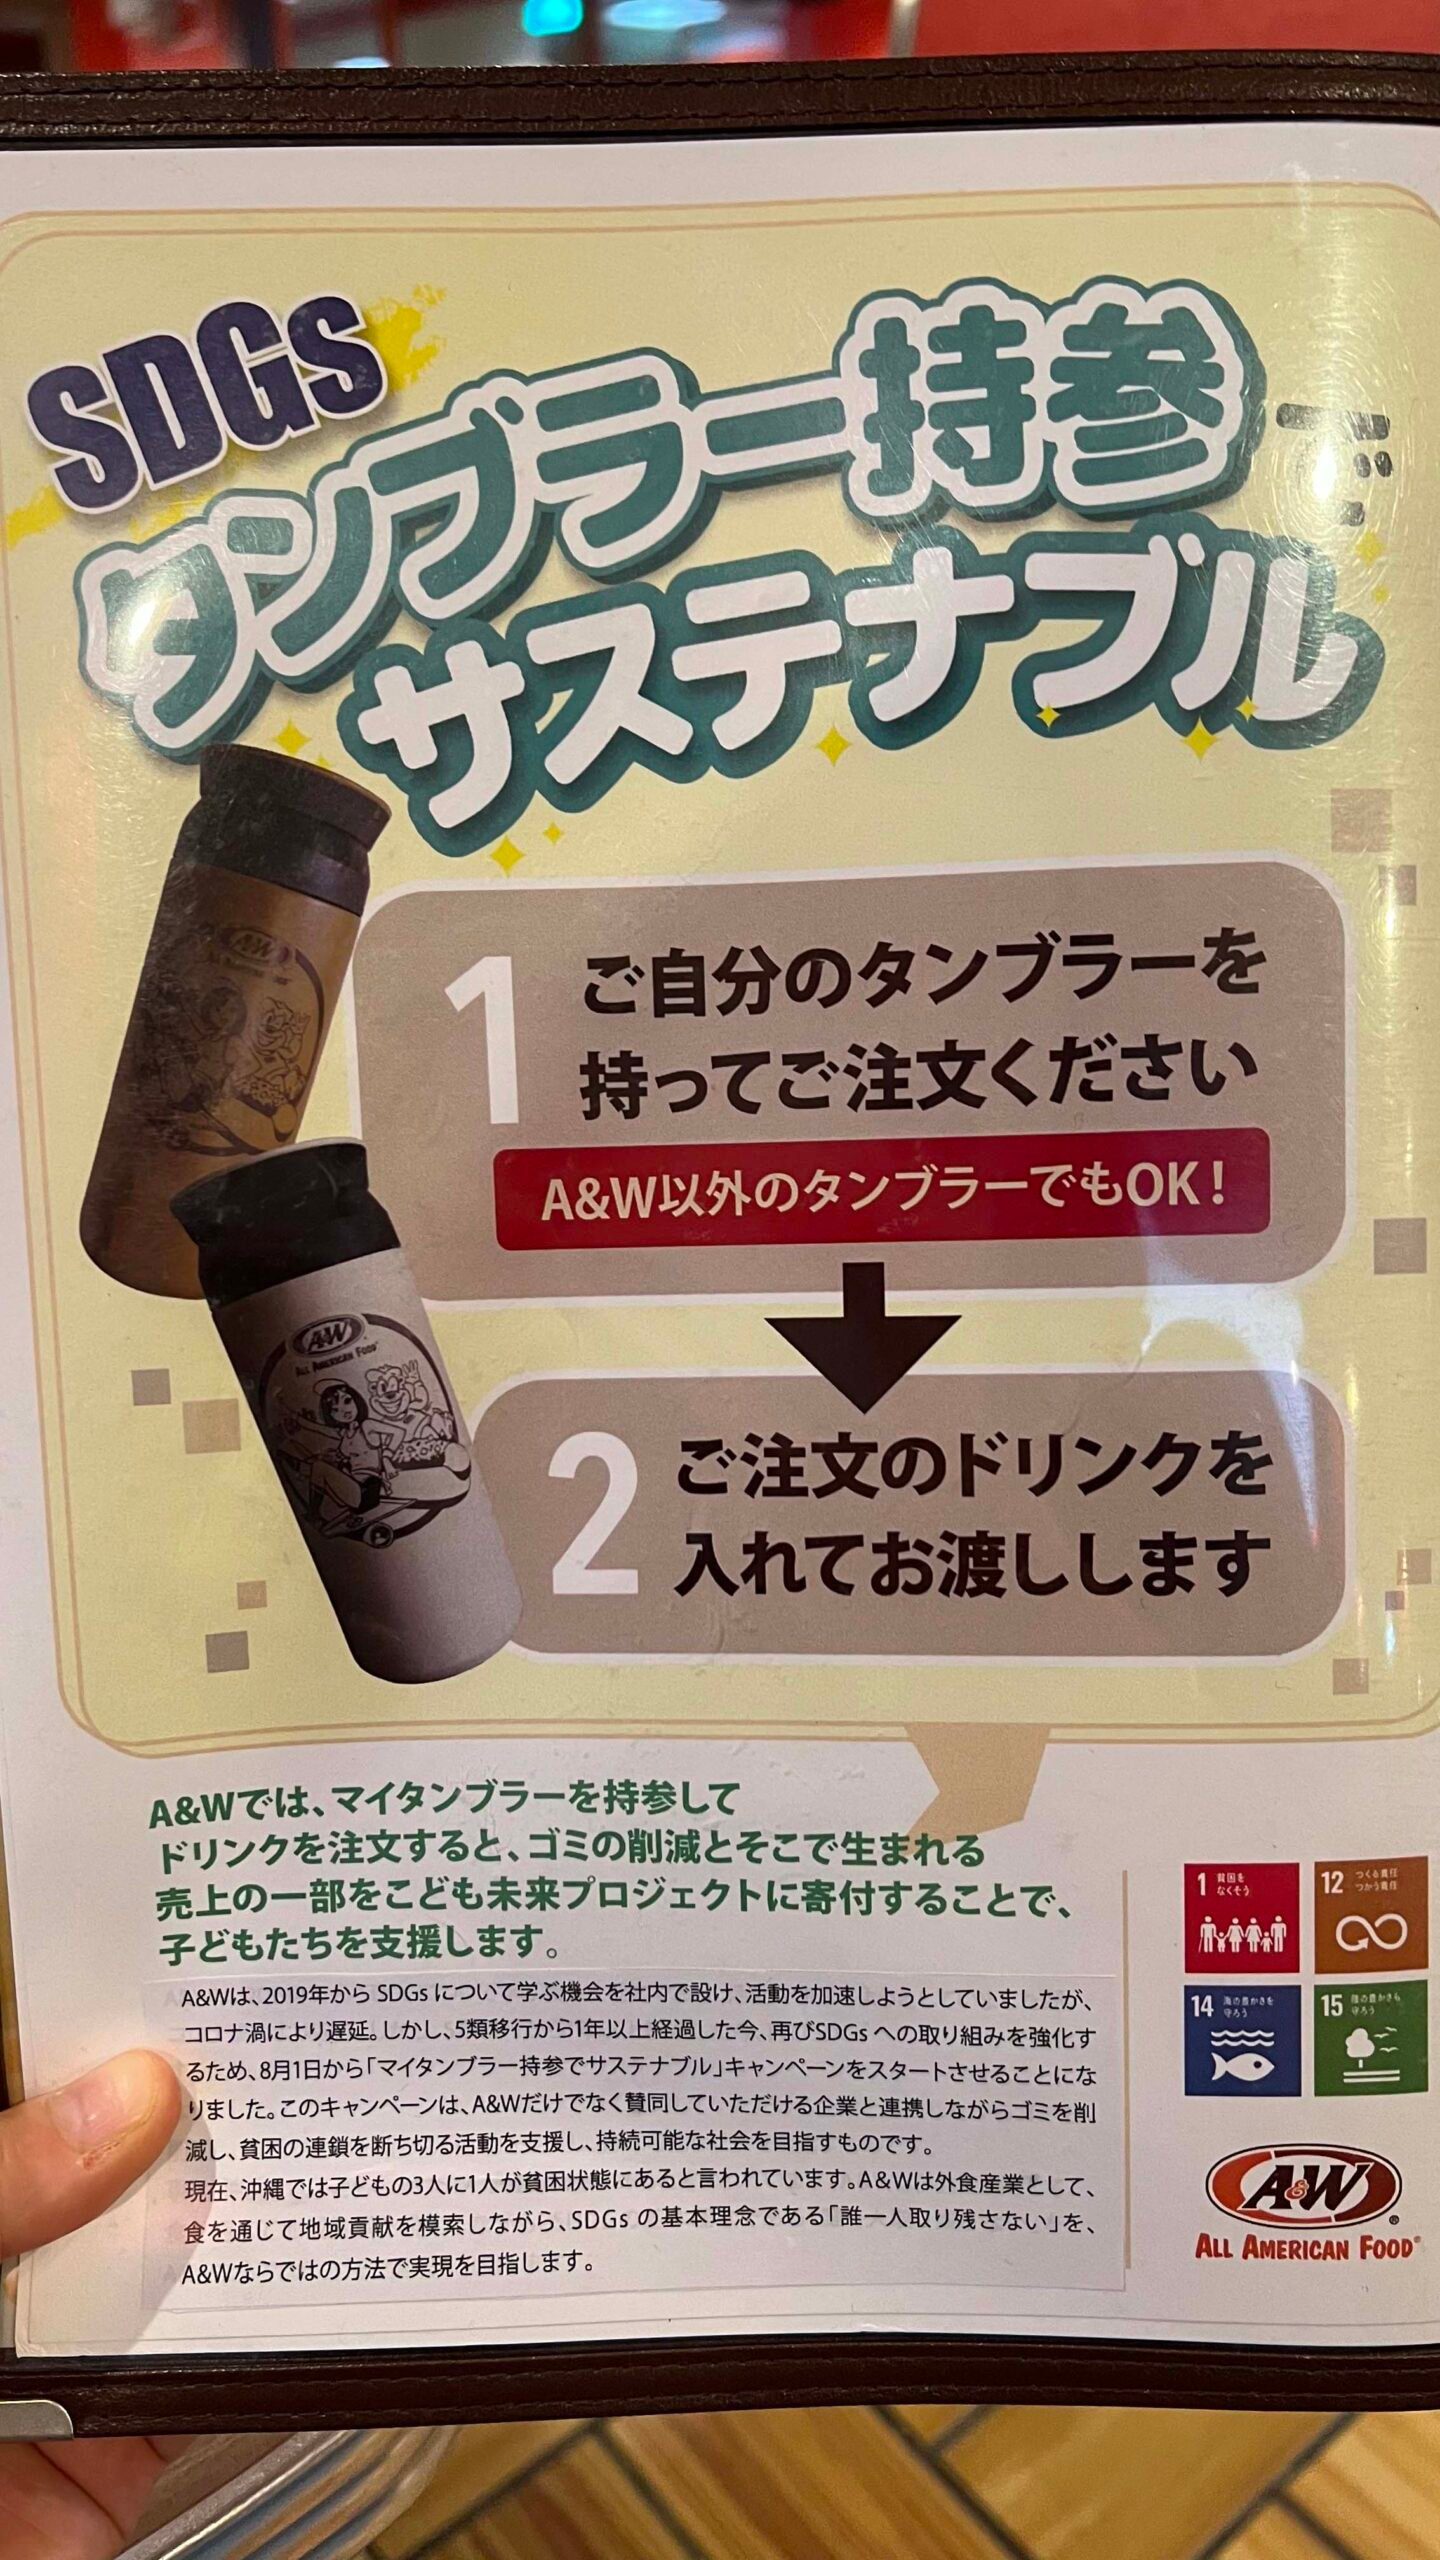 SDGs
タンブラー持参で
サステナブル
1
ご自分のタンブラーを
持ってご注文ください
A&W以外のタンブラーでもOK！
A&W
A&W
ALL AMERICAN FOOD
2
ご注文のドリンクを
入れてお渡しします
A&Wでは、マイタンブラーを持参して
ドリンクを注文すると、ゴミの削減とそこで生まれる
売上の一部をこども未来プロジェクトに寄付することで、
子どもたちを支援します。
A&Wは、2019年から SDGs について学ぶ機会を社内で設け、活動を加速しようとしていましたが、
コロナ渦により遅延。しかし、5類移行から1年以上経過した今、再びSDGs への取り組みを強化す
るため、8月1日から「マイタンブラー持参でサステナブル」キャンペーンをスタートさせることにな
りました。このキャンペーンは、A&Wだけでなく賛同していただける企業と連携しながらゴミを削
減し、貧困の連鎖を断ち切る活動を支援し、持続可能な社会を目指すものです。
現在、沖縄では子どもの3人に1人が貧困状態にあると言われています。A&Wは外食産業として、
食を通じて地域貢献を模索しながら、SDGs の基本理念である「誰一人取り残さない」を、
A&Wならではの方法で実現を目指します。
1 貧困を
なくそう
12 つくる責任
つかう責任
14 海の豊かさを
守ろう
15 陸の豊かさも
守ろう
A&W®
ALL AMERICAN FOOD®